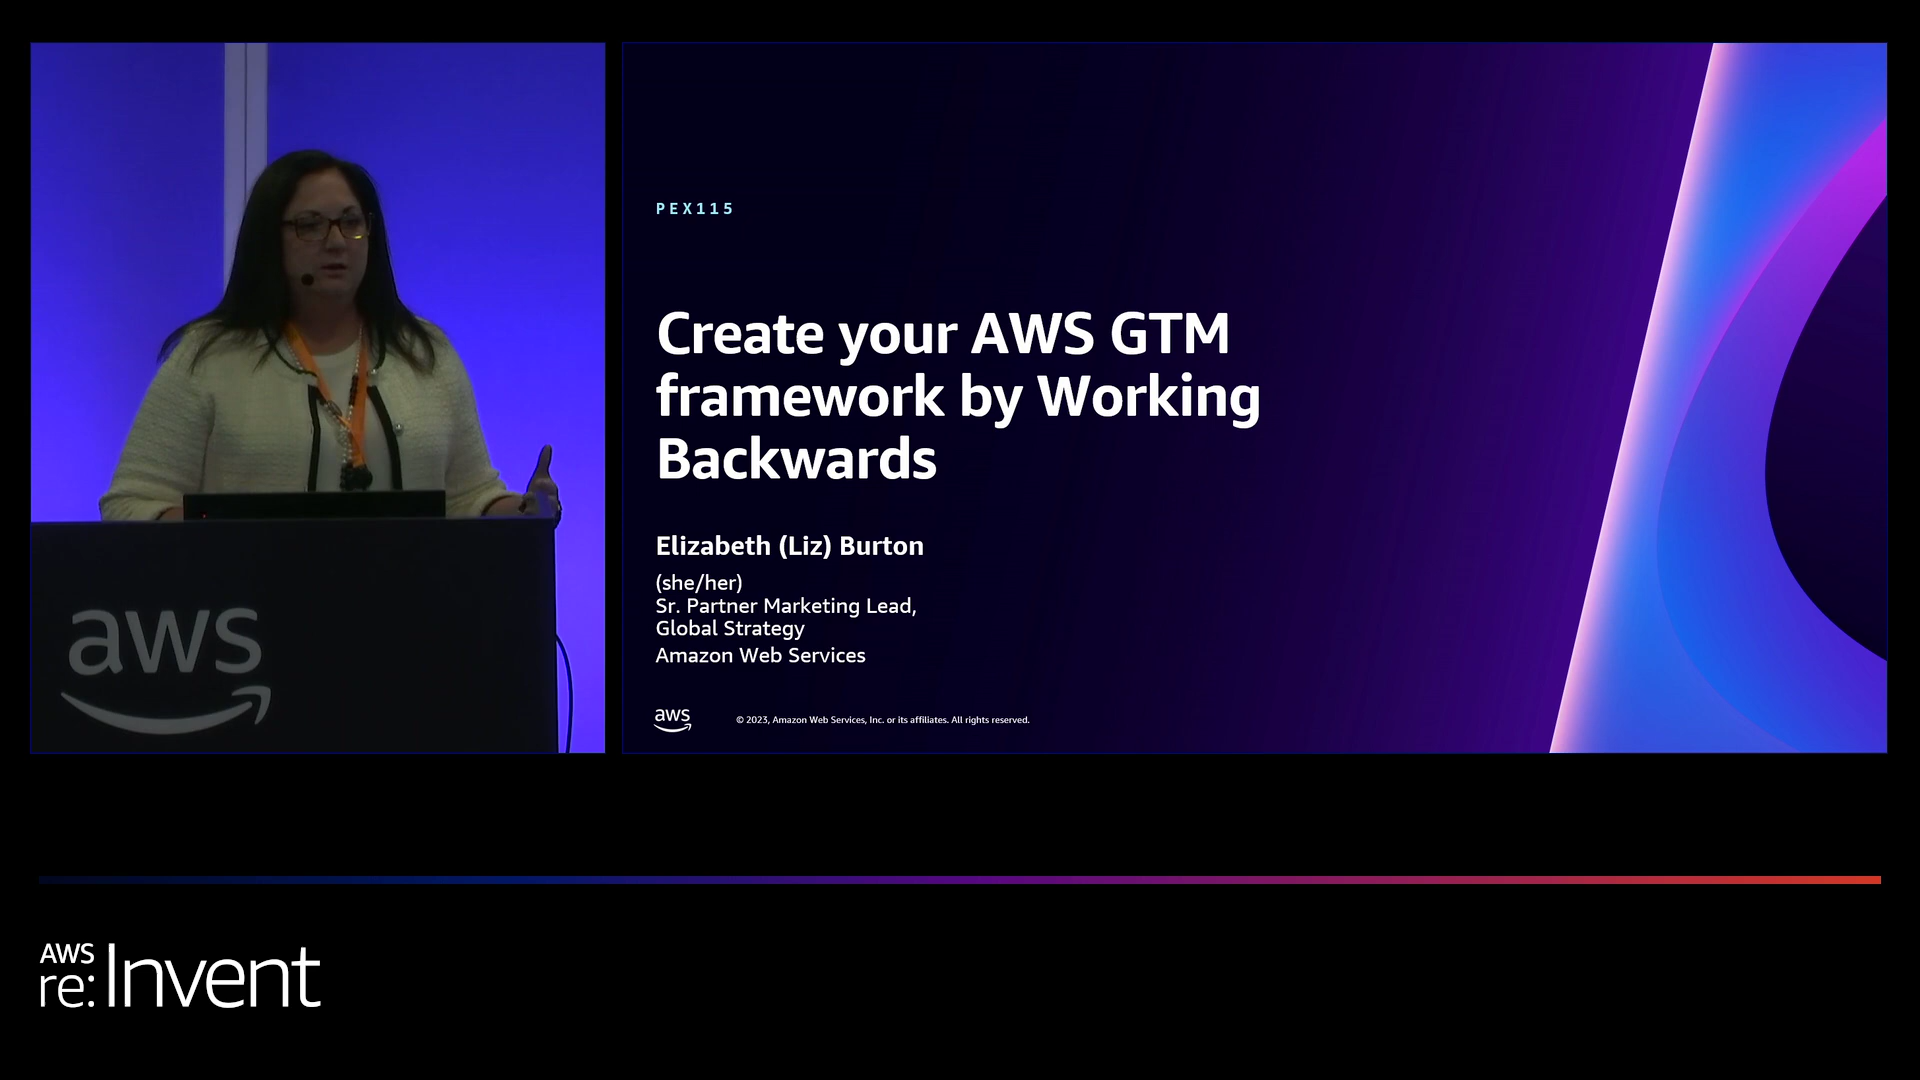 aws
PEX115
Create your AWS GTM
framework by Working
Backwards
Elizabeth (Liz) Burton
(she/her)
Sr. Partner Marketing Lead,
Global Strategy
Amazon Web Services
aws
© 2023, Amazon Web Services, Inc. or its affiliates. All rights reserved.
AWS
re:Invent